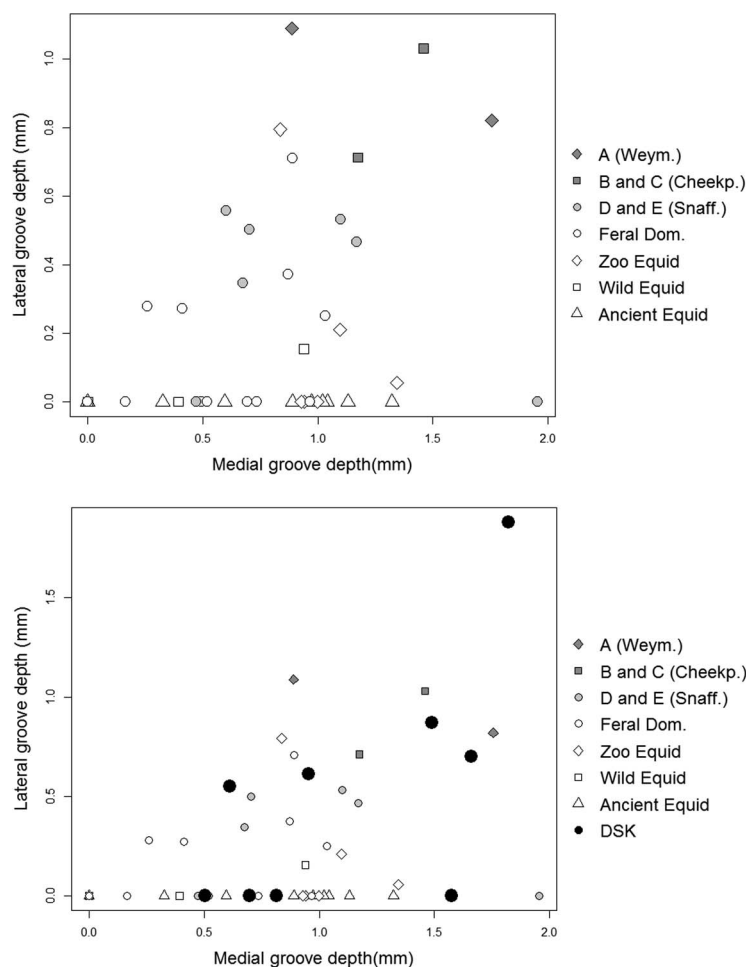 1.0
0.8
0.6
0.4
0.2
0.0
Lateral groove depth (mm)
0.0 0.5 1.0 1.5 2.0
Medial groove depth(mm)
A (Weym.)
B and C (Cheekp.)
D and E (Snaff.)
Feral Dom.
Zoo Equid
Wild Equid
Ancient Equid
1.5
1.0
0.5
0.0
Lateral groove depth (mm)
0.0 0.5 1.0 1.5 2.0
Medial groove depth(mm)
A (Weym.)
B and C (Cheekp.)
D and E (Snaff.)
Feral Dom.
Zoo Equid
Wild Equid
Ancient Equid
DSK